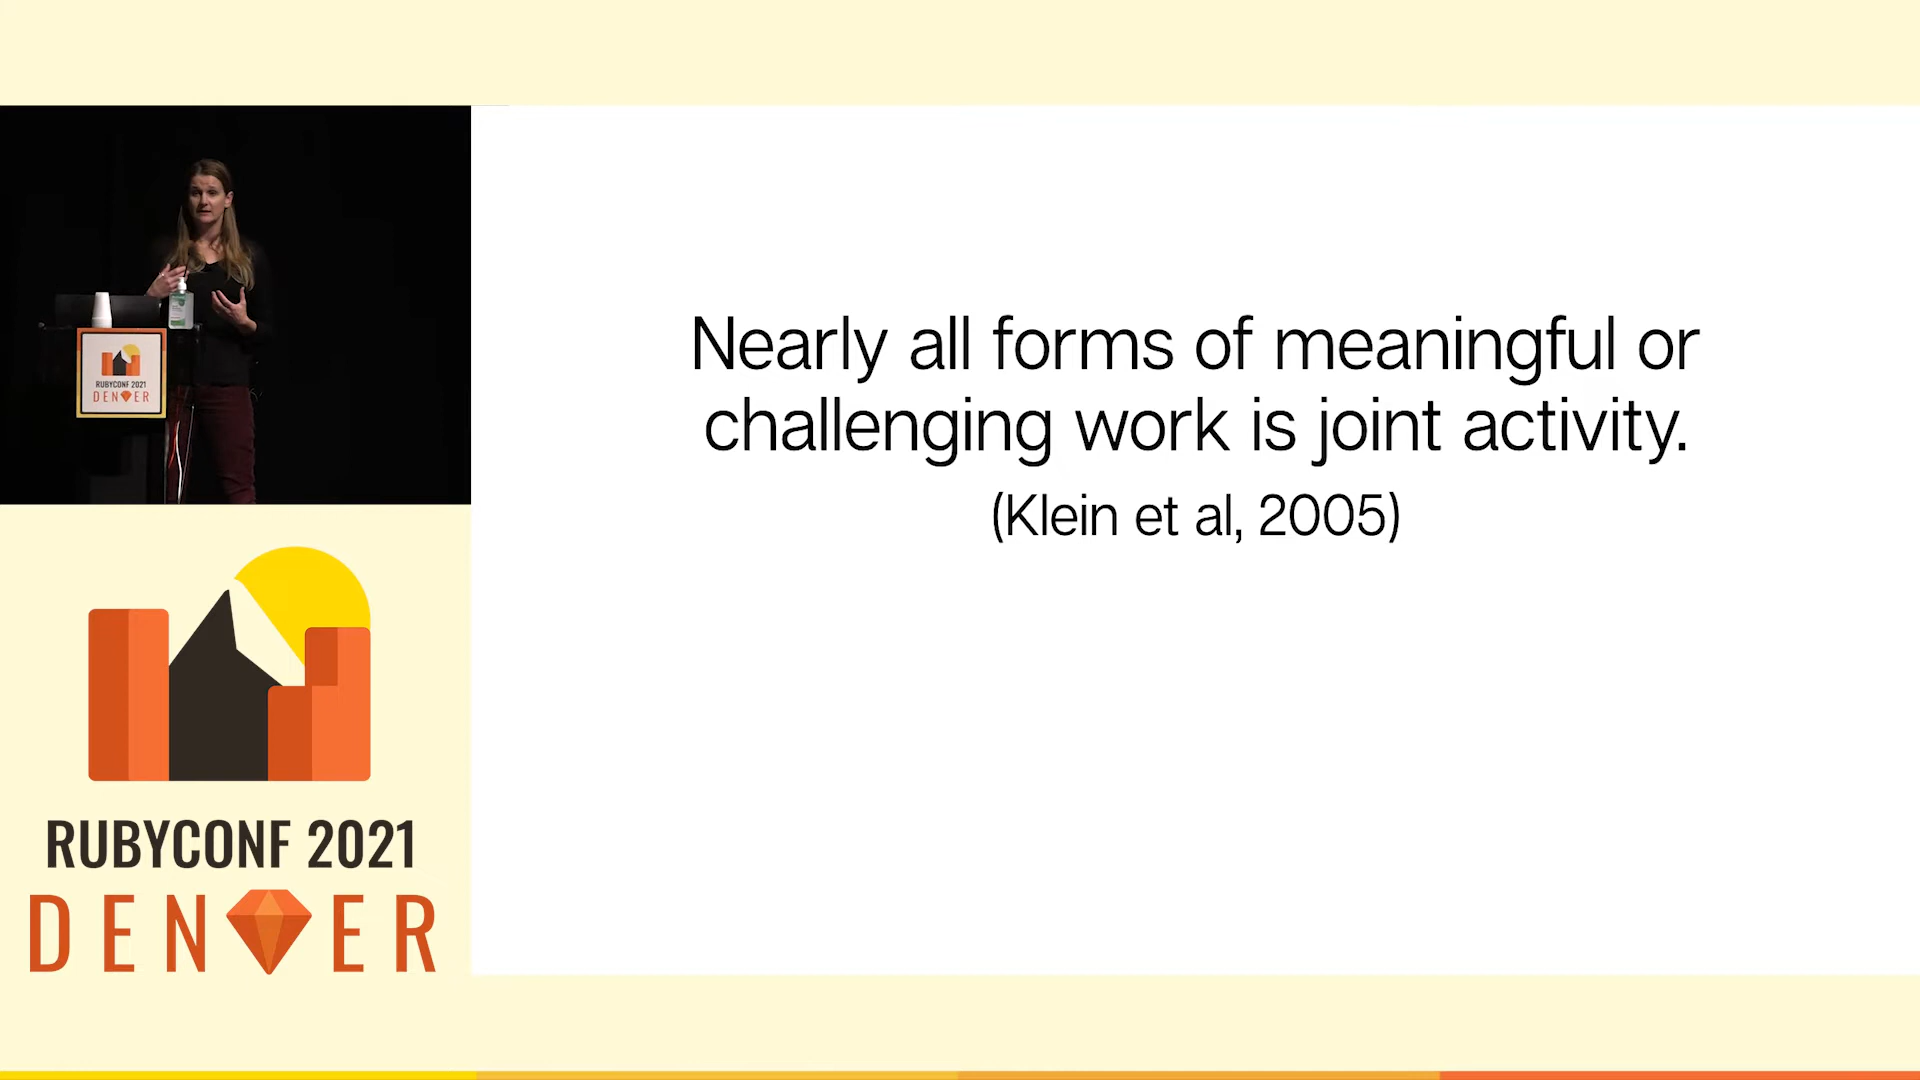 RUBYCONF 2021
DENVER
Nearly all forms of meaningful or
challenging work is joint activity.
(Klein et al, 2005)
RUBYCONF 2021
DENVER